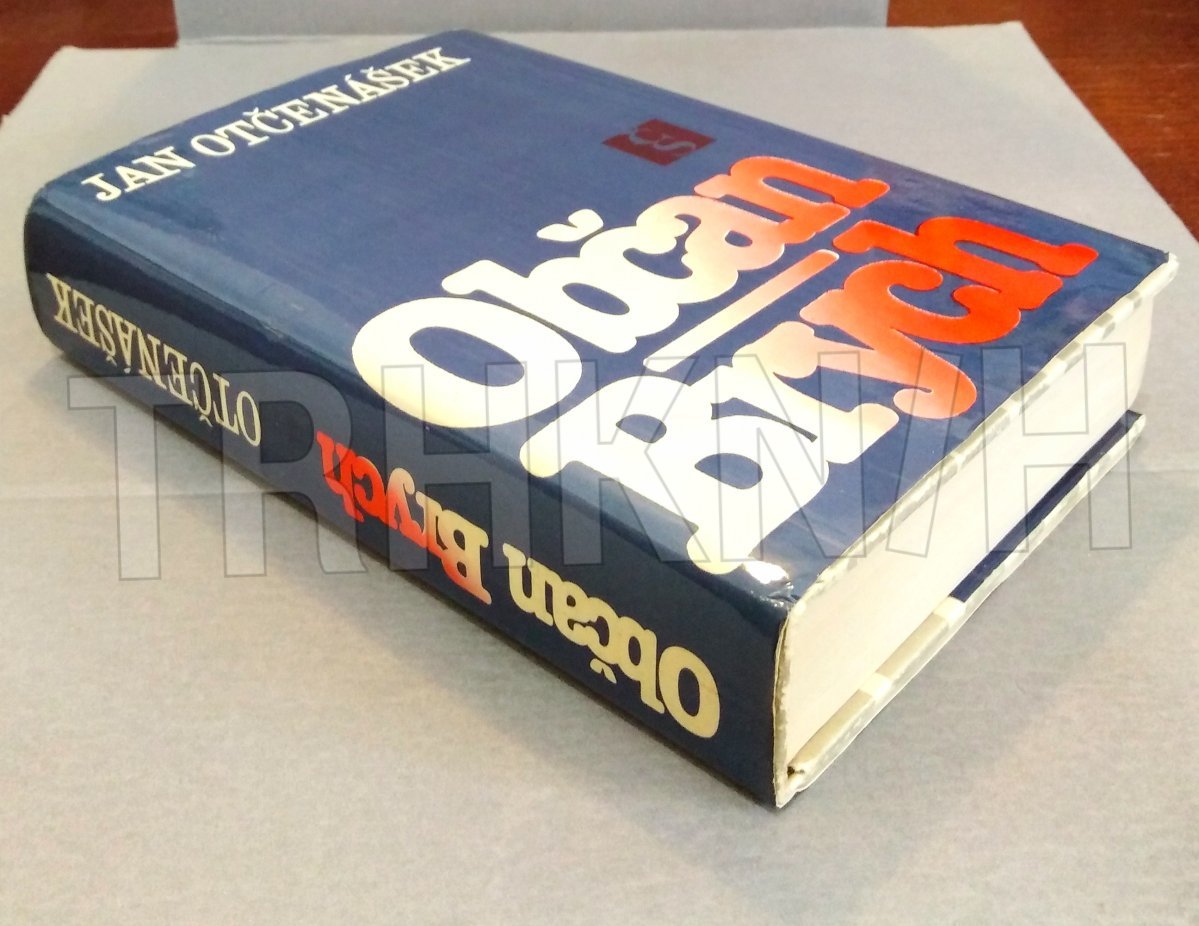 JAN OTČENÁŠEK
Občan
Brych
OTČENÁŠEK
Brych
Občan
TRHKNIH